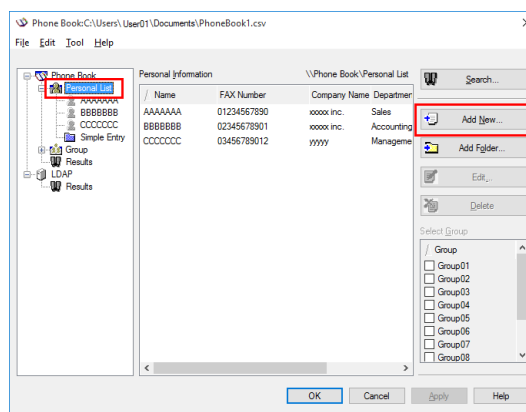 Phone Book:C:\Users\User01\Documents\PhoneBook1.csv
File Edit Tool Help
Phone Book
Personal List
AAAAAAA
BBBBBBB
CCCCCCC
Simple Entry
Group
Results
LDAP
Results
Personal Information \\Phone Book\Personal List
Name FAX Number Company Name Departmer
AAAAAAA 01234567890 xxxxx inc. Sales
BBBBBBB 02345678901 xxxxx inc. Accounting
CCCCCCC 03456789012 yyyyy Manageme
Search...
Add New...
Add Folder...
Edit...
Delete
Select Group
Group
Group01
Group02
Group03
Group04
Group05
Group06
Group07
Group08
OK Cancel Apply Help